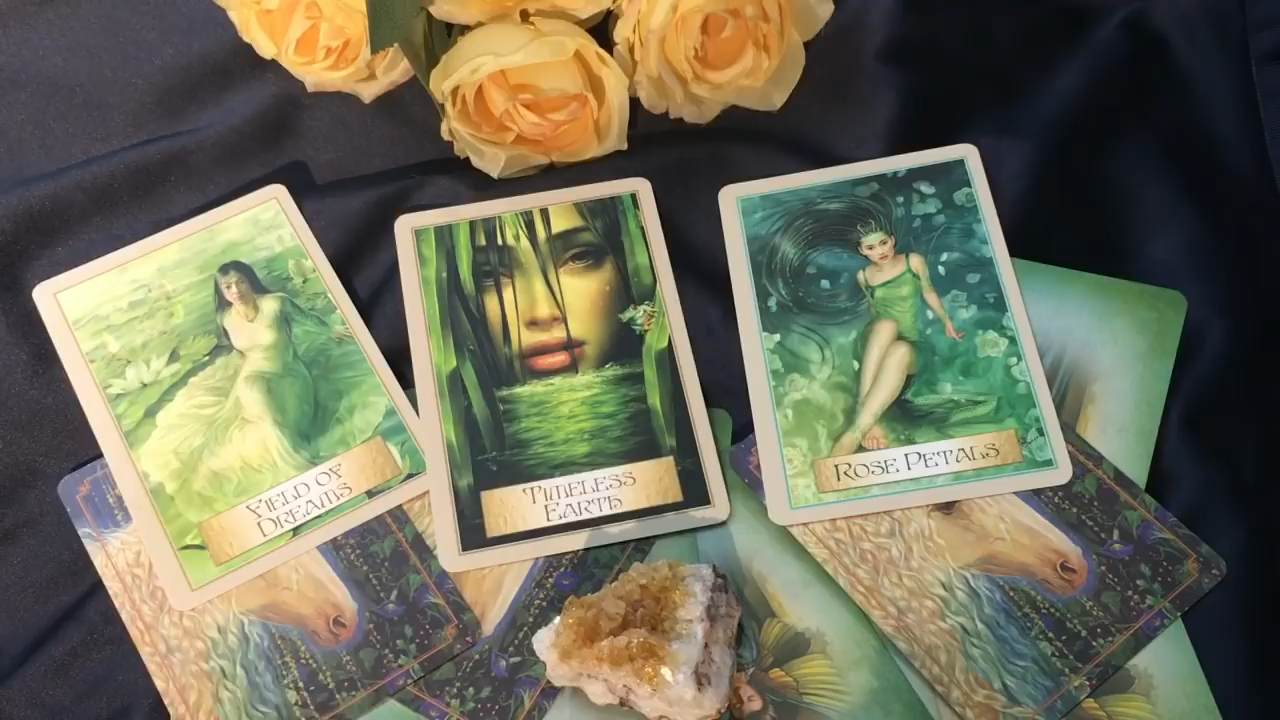 FIELD OF
DREAMS
TIMELESS
EARTH
ROSE PETALS